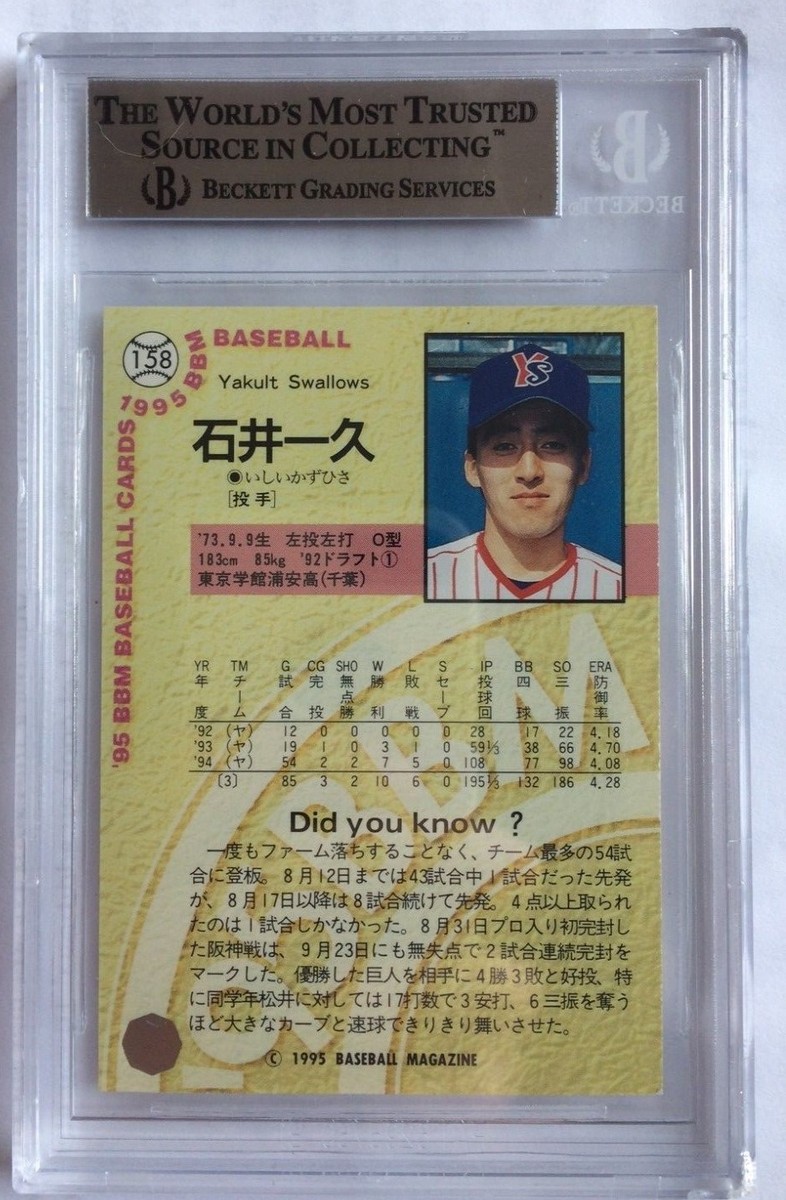 THE WORLD'S MOST TRUSTED
SOURCE IN COLLECTING™
B BECKETT GRADING SERVICES
B
BECKETT®
158
'95 BBM BASEBALL CARDS
1995 BBM BASEBALL
Yakult Swallows
石井一久
●いしいかずひさ
[投手]
'73.9.9生 左投左打 O型
183cm 85kg '92ドラフト①
東京学館浦安高(千葉)
YS
YR TM G CG SHO W L S IP BB SO ERA
年度 チーム 試合 完投 無点勝 勝利 敗戦 セーブ 投球回 四球 三振 防御率
'92 (ヤ) 12 0 0 0 0 0 28 17 22 4.18
'93 (ヤ) 19 1 0 3 1 0 59⅓ 38 66 4.70
'94 (ヤ) 54 2 2 7 5 0 108 77 98 4.08
〔3〕 85 3 2 10 6 0 195⅓ 132 186 4.28
Did you know ?
一度もファーム落ちすることなく、チーム最多の54試
合に登板。8月12日までは43試合中1試合だった先発
が、8月17日以降は8試合続けて先発。4点以上取られ
たのは1試合しかなかった。8月31日プロ入り初完封し
た阪神戦は、9月23日にも無失点で2試合連続完封を
マークした。優勝した巨人を相手に4勝3敗と好投、特
に同学年松井に対しては17打数で3安打、6三振を奪う
ほど大きなカーブと速球できりきり舞いさせた。
© 1995 BASEBALL MAGAZINE